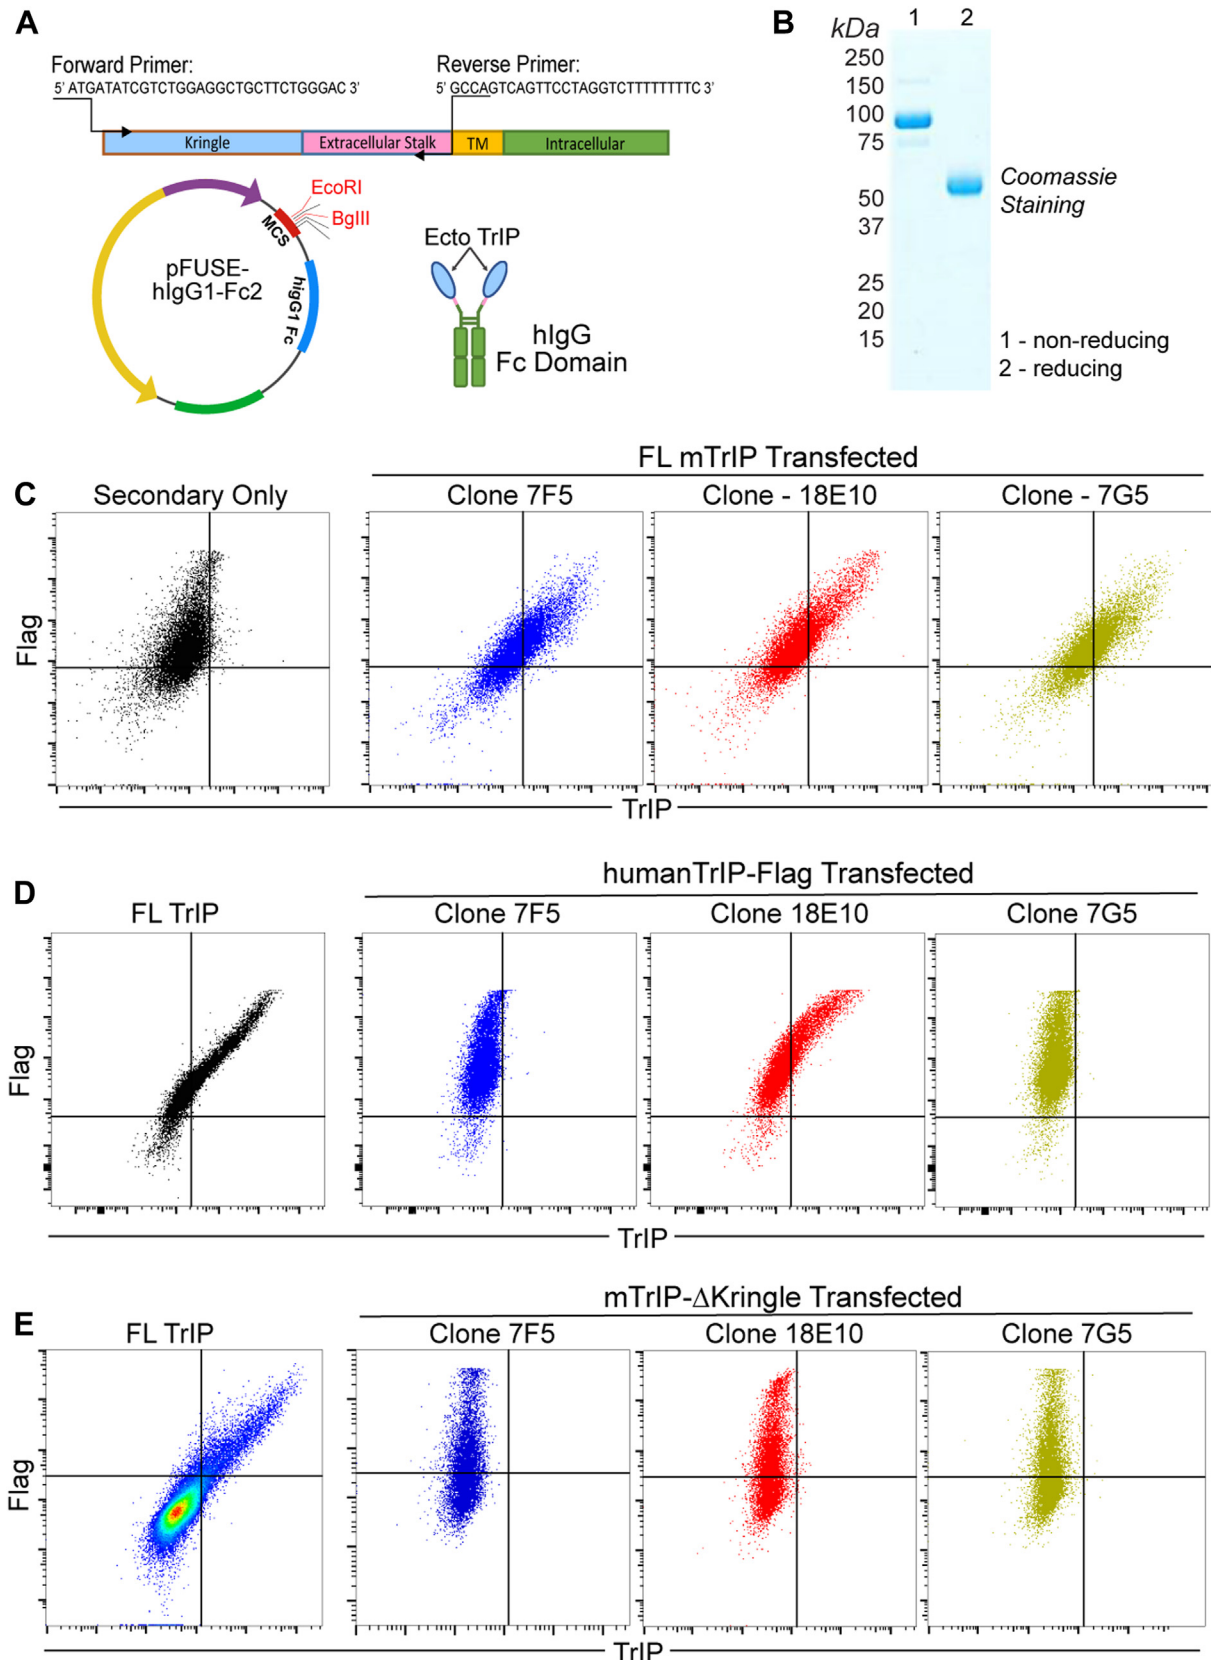 A
Forward Primer:
5' ATGATATCGTCTGGAGGCTGCTTCTGGGAC 3'
Reverse Primer:
5' GCCAGTCAGTTCCTAGGTCTTTTTTTTC 3'
Kringle
Extracellular Stalk
TM
Intracellular
EcoRI
BglII
MCS
pFUSE-
hIgG1-Fc2
higG1 Fc
Ecto TrIP
hIgG
Fc Domain
B
kDa
1
2
250
150
100
75
50
37
25
20
15
Coomassie
Staining
1 - non-reducing
2 - reducing
C
FL mTrIP Transfected
Secondary Only
Clone 7F5
Clone - 18E10
Clone - 7G5
Flag
TrIP
D
humanTrIP-Flag Transfected
FL TrIP
Clone 7F5
Clone 18E10
Clone 7G5
Flag
TrIP
E
mTrIP-ΔKringle Transfected
FL TrIP
Clone 7F5
Clone 18E10
Clone 7G5
Flag
TrIP